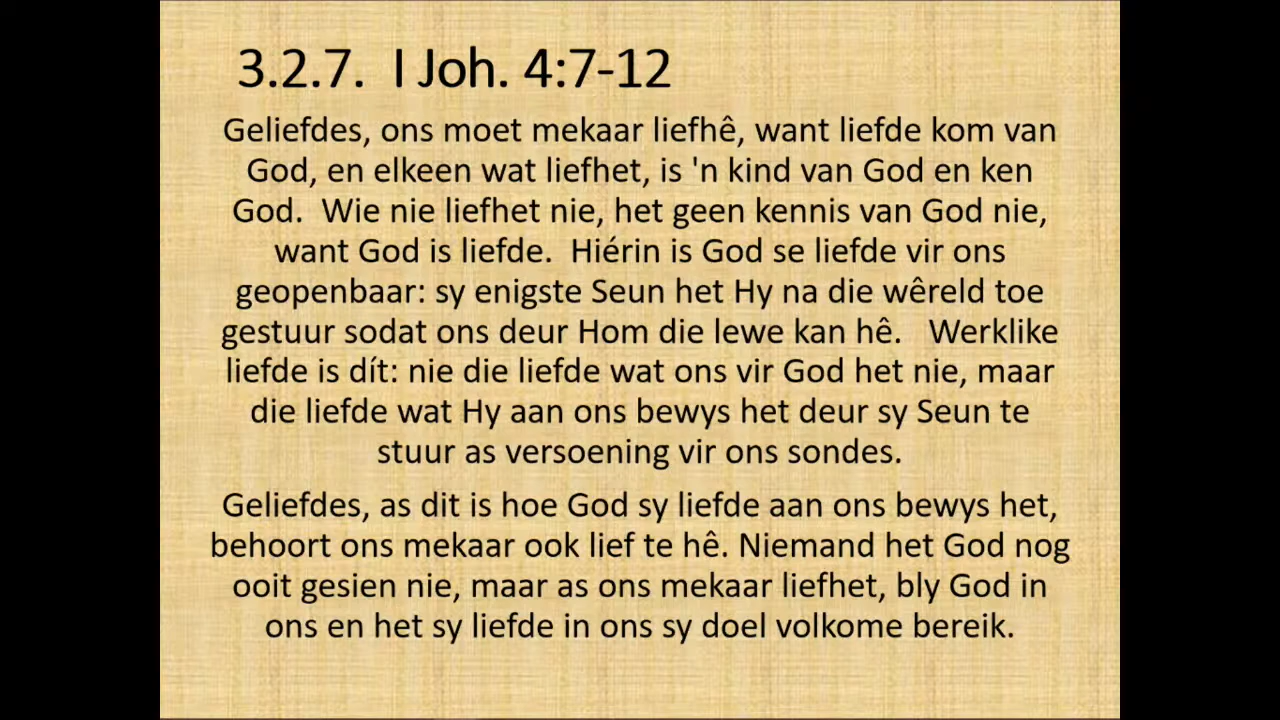 3.2.7.  I Joh. 4:7-12
Geliefdes, ons moet mekaar liefhê, want liefde kom van
God, en elkeen wat liefhet, is 'n kind van God en ken
God.  Wie nie liefhet nie, het geen kennis van God nie,
want God is liefde.  Hiérin is God se liefde vir ons
geopenbaar: sy enigste Seun het Hy na die wêreld toe
gestuur sodat ons deur Hom die lewe kan hê.   Werklike
liefde is dít: nie die liefde wat ons vir God het nie, maar
die liefde wat Hy aan ons bewys het deur sy Seun te
stuur as versoening vir ons sondes.
Geliefdes, as dit is hoe God sy liefde aan ons bewys het,
behoort ons mekaar ook lief te hê. Niemand het God nog
ooit gesien nie, maar as ons mekaar liefhet, bly God in
ons en het sy liefde in ons sy doel volkome bereik.